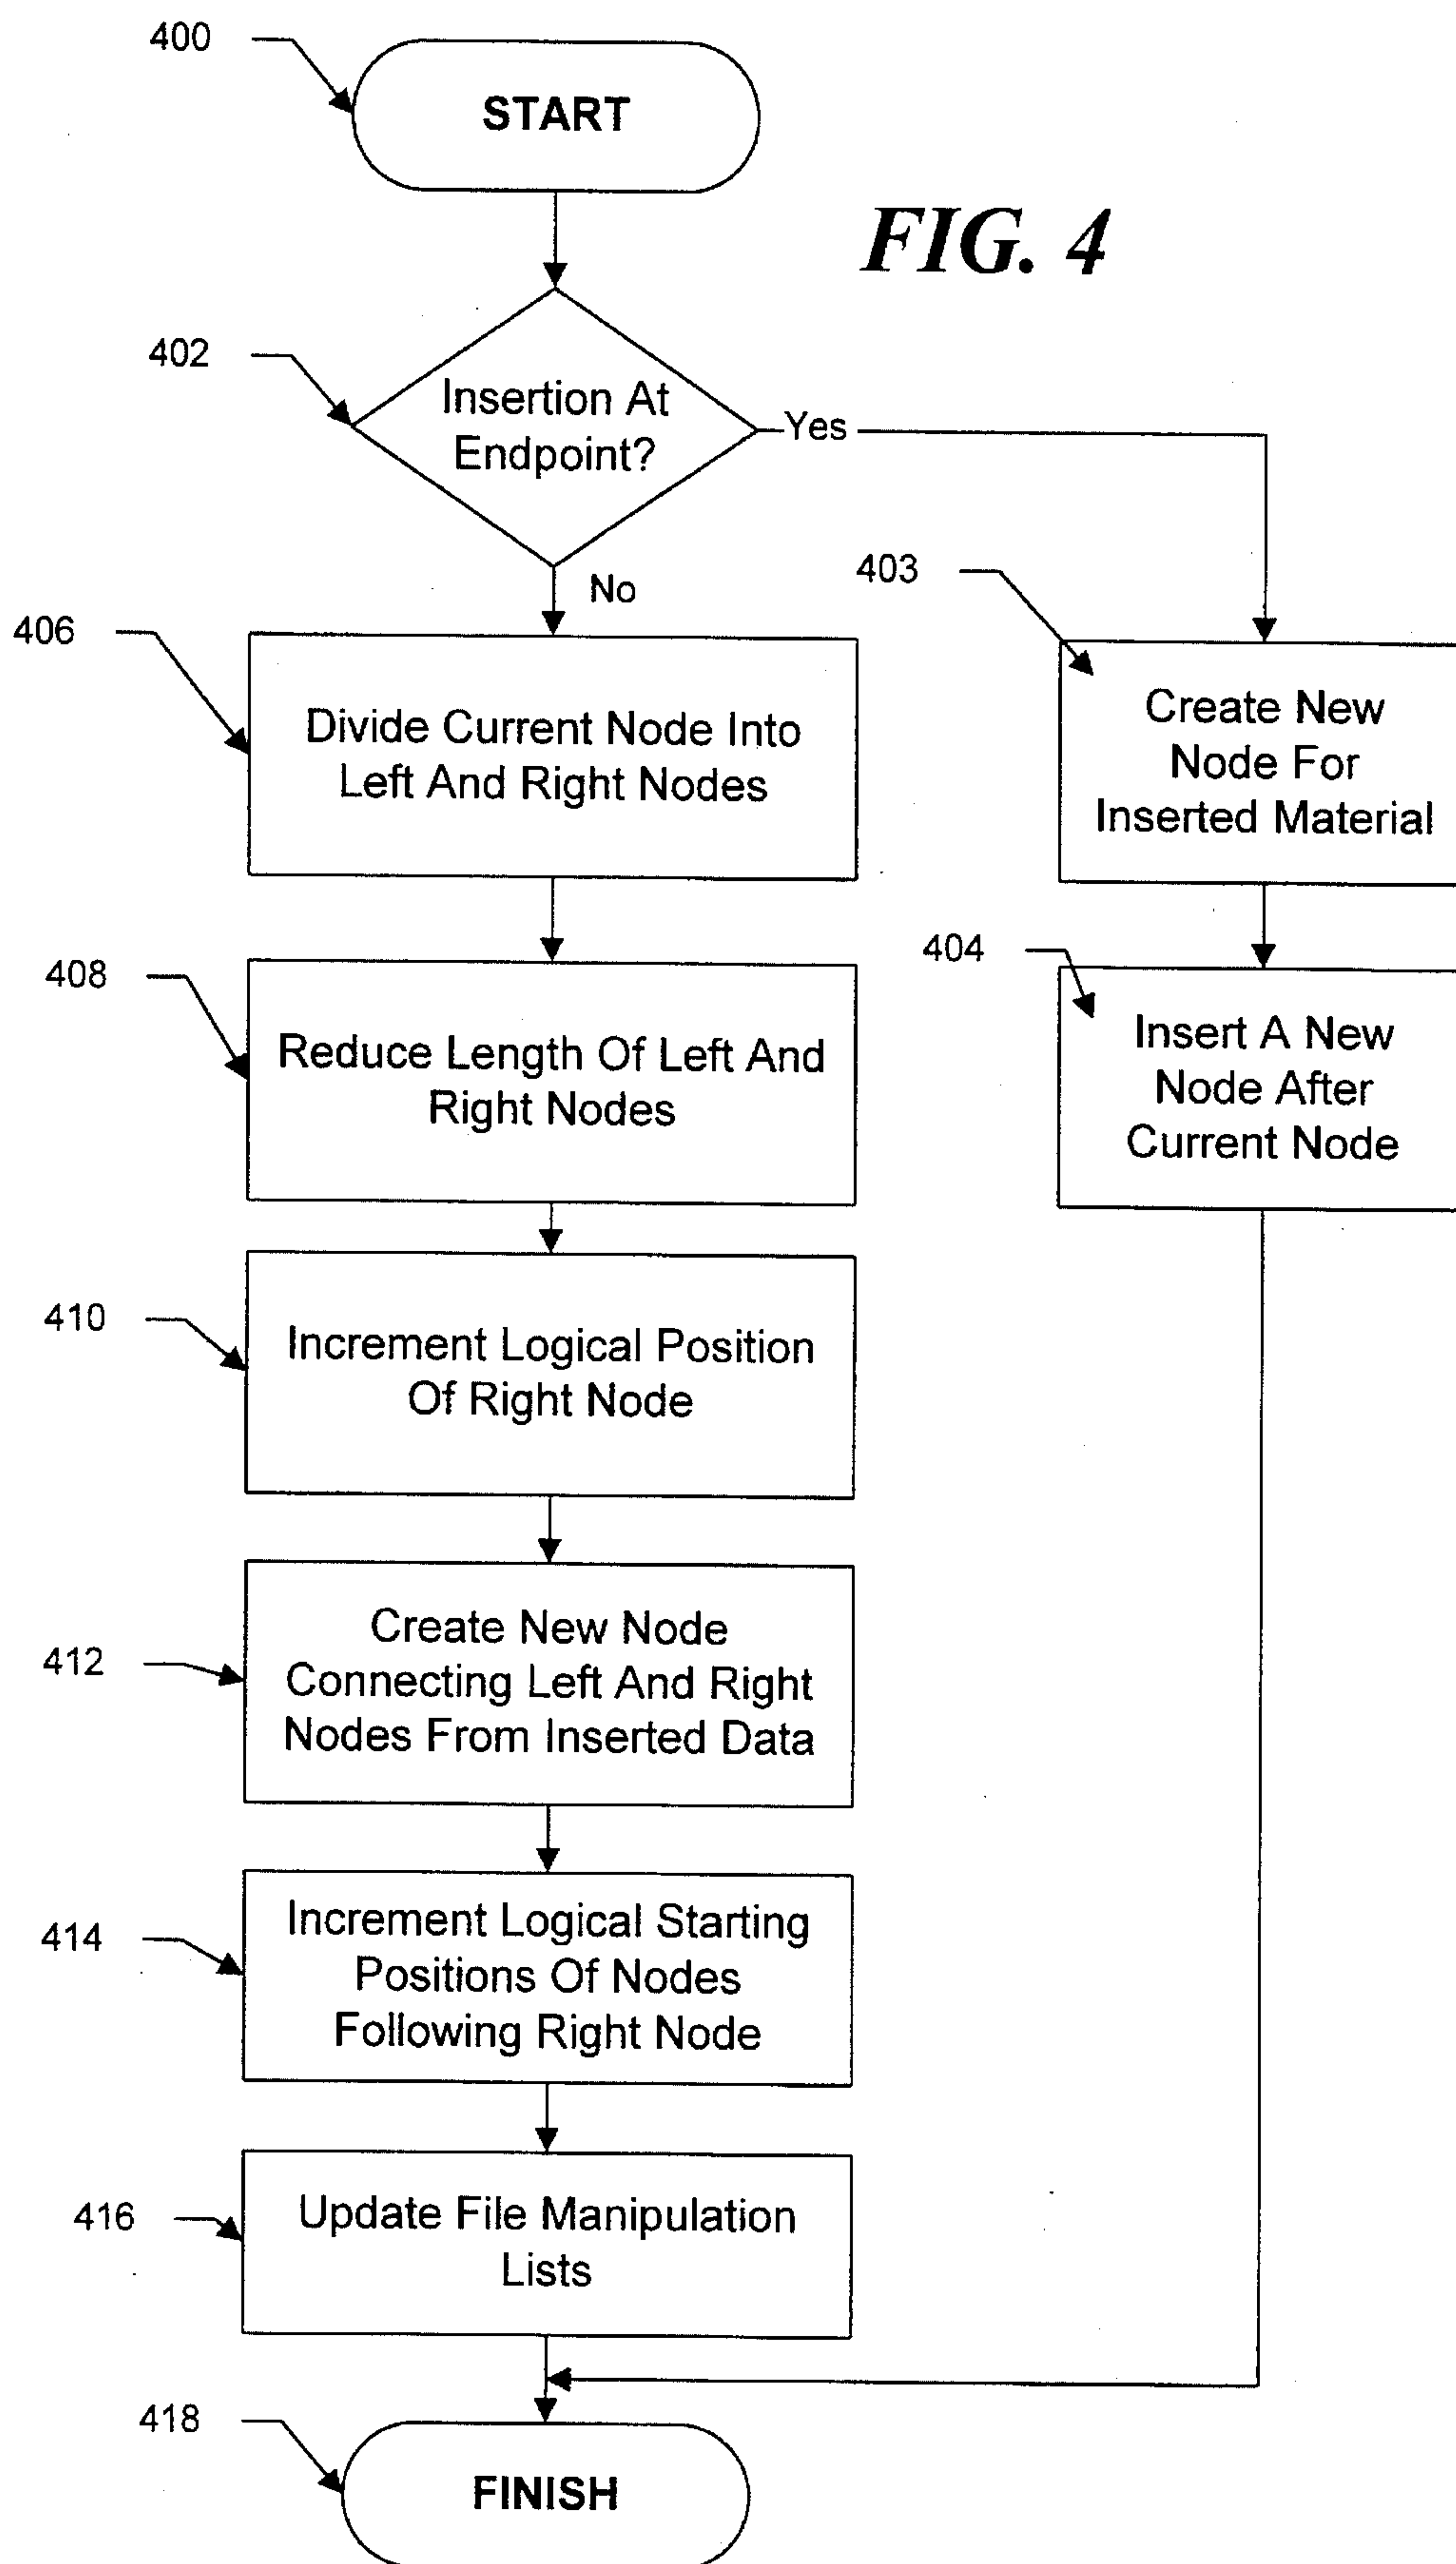 400
START
FIG. 4
402
Insertion At
Endpoint?
Yes
No
403
Create New
Node For
Inserted Material
406
Divide Current Node Into
Left And Right Nodes
404
Insert A New
Node After
Current Node
408
Reduce Length Of Left And
Right Nodes
410
Increment Logical Position
Of Right Node
412
Create New Node
Connecting Left And Right
Nodes From Inserted Data
414
Increment Logical Starting
Positions Of Nodes
Following Right Node
416
Update File Manipulation
Lists
418
FINISH